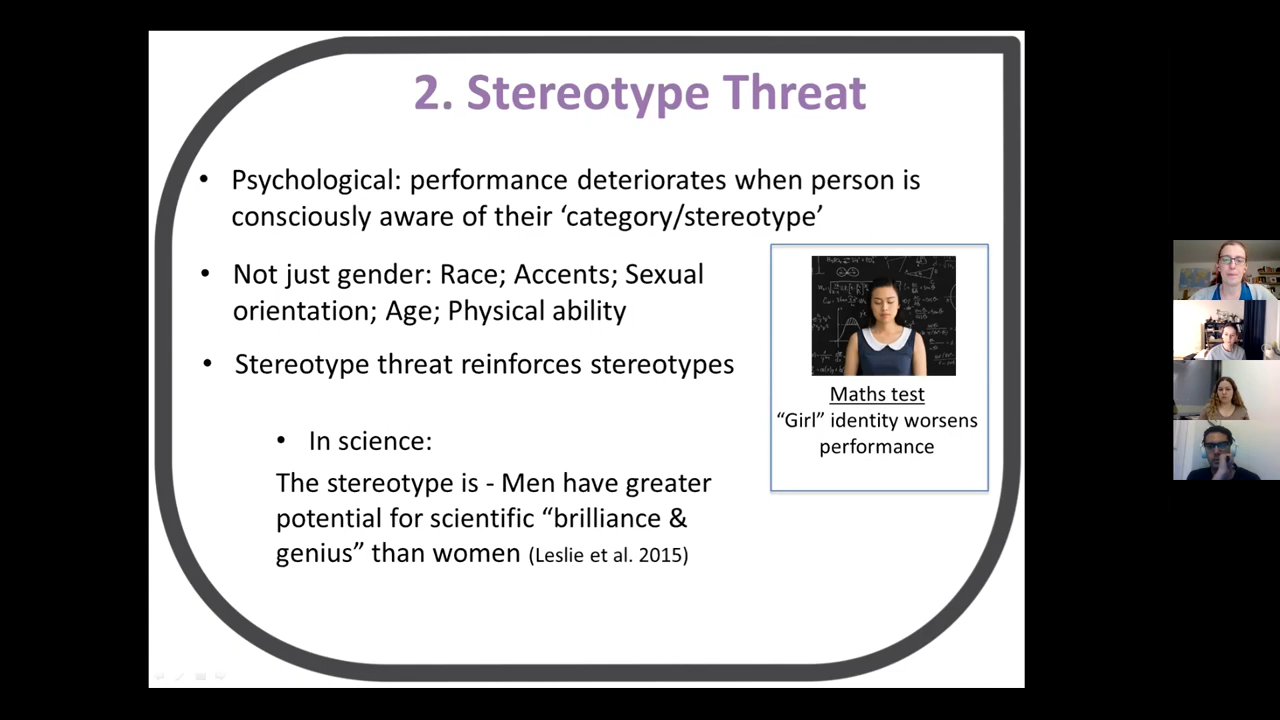 2. Stereotype Threat
• Psychological: performance deteriorates when person is
consciously aware of their ‘category/stereotype’
• Not just gender: Race; Accents; Sexual
orientation; Age; Physical ability
• Stereotype threat reinforces stereotypes
• In science:
The stereotype is - Men have greater
potential for scientific “brilliance &
genius” than women (Leslie et al. 2015)
Maths test
“Girl” identity worsens
performance